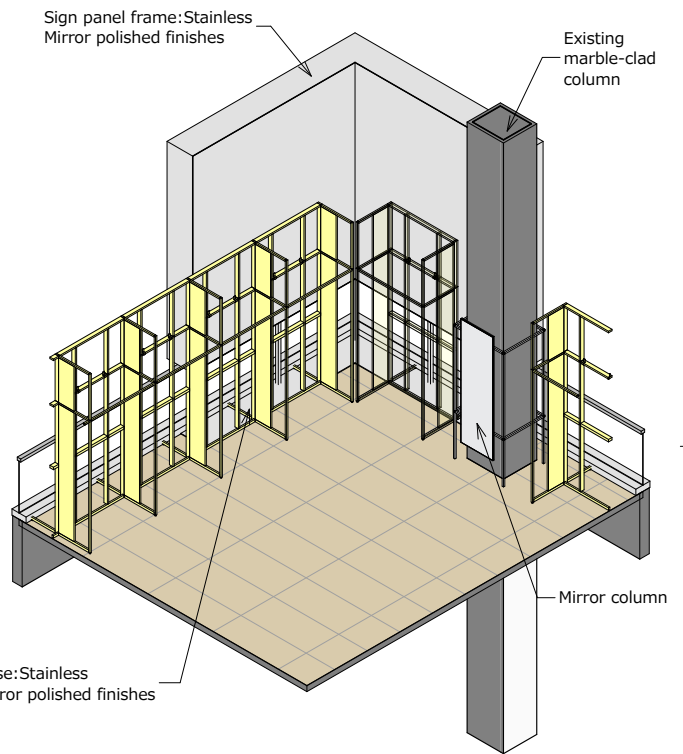 Sign panel frame:Stainless
Mirror polished finishes
Existing
marble-clad
column
Mirror column
se:Stainless
ror polished finishes